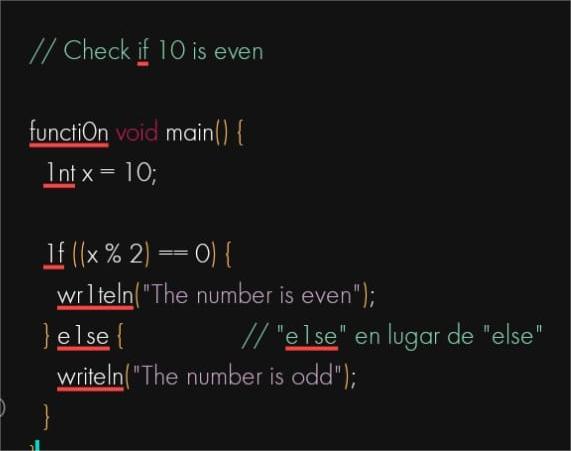 // Check if 10 is even
functi0n void main() {
1nt x = 10;
1f ((x % 2) == 0) {
wr1teln("The number is even");
} e1se {          // "e1se" en lugar de "else"
writeln("The number is odd");
}
}